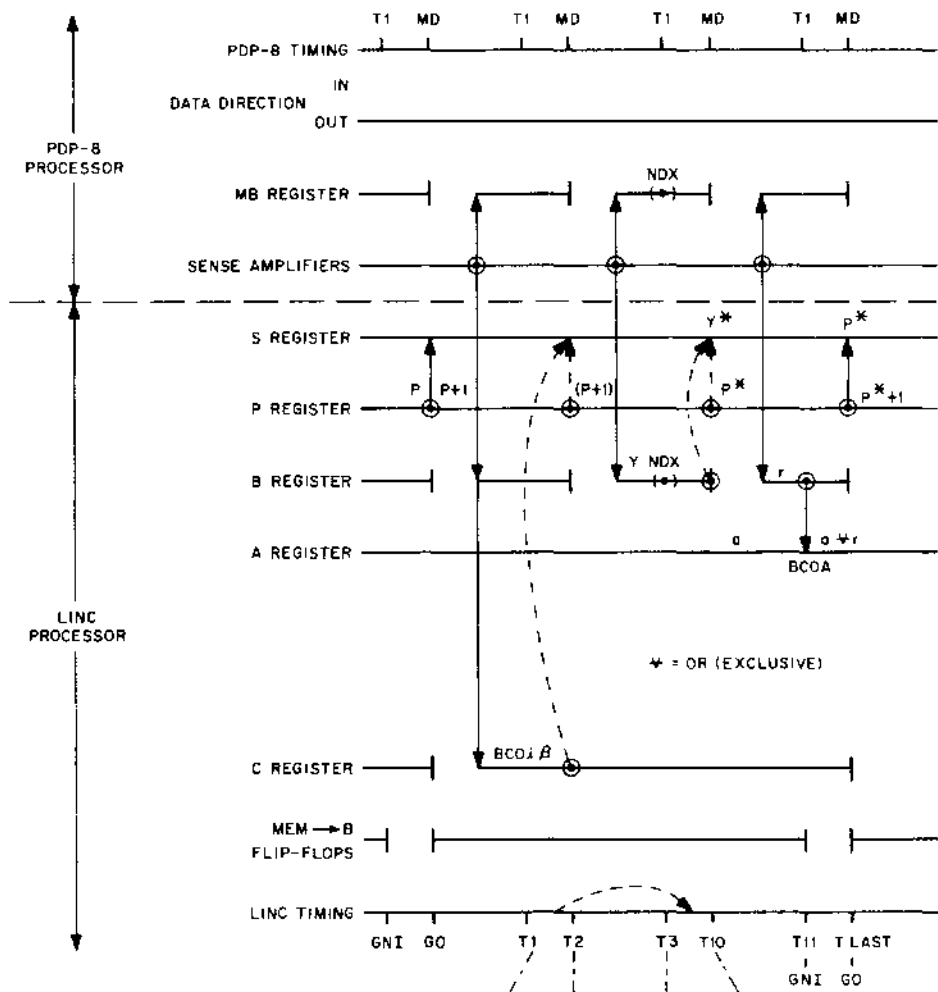 T1 MD T1 MD T1 MD T1 MD
PDP-8 TIMING
IN
DATA DIRECTION
OUT
PDP-8
PROCESSOR
NDX
MB REGISTER
SENSE AMPLIFIERS
Y* P*
S REGISTER
P P+1 (P+1) P* P*+1
P REGISTER
Y NDX r
B REGISTER
a a ⊻ r
A REGISTER
BCOA
LINC
PROCESSOR
⊻ = OR (EXCLUSIVE)
BCO i β
C REGISTER
MEM → B
FLIP-FLOPS
LINC TIMING
GNI GO T1 T2 T3 T10 T11 T LAST
GNI GO